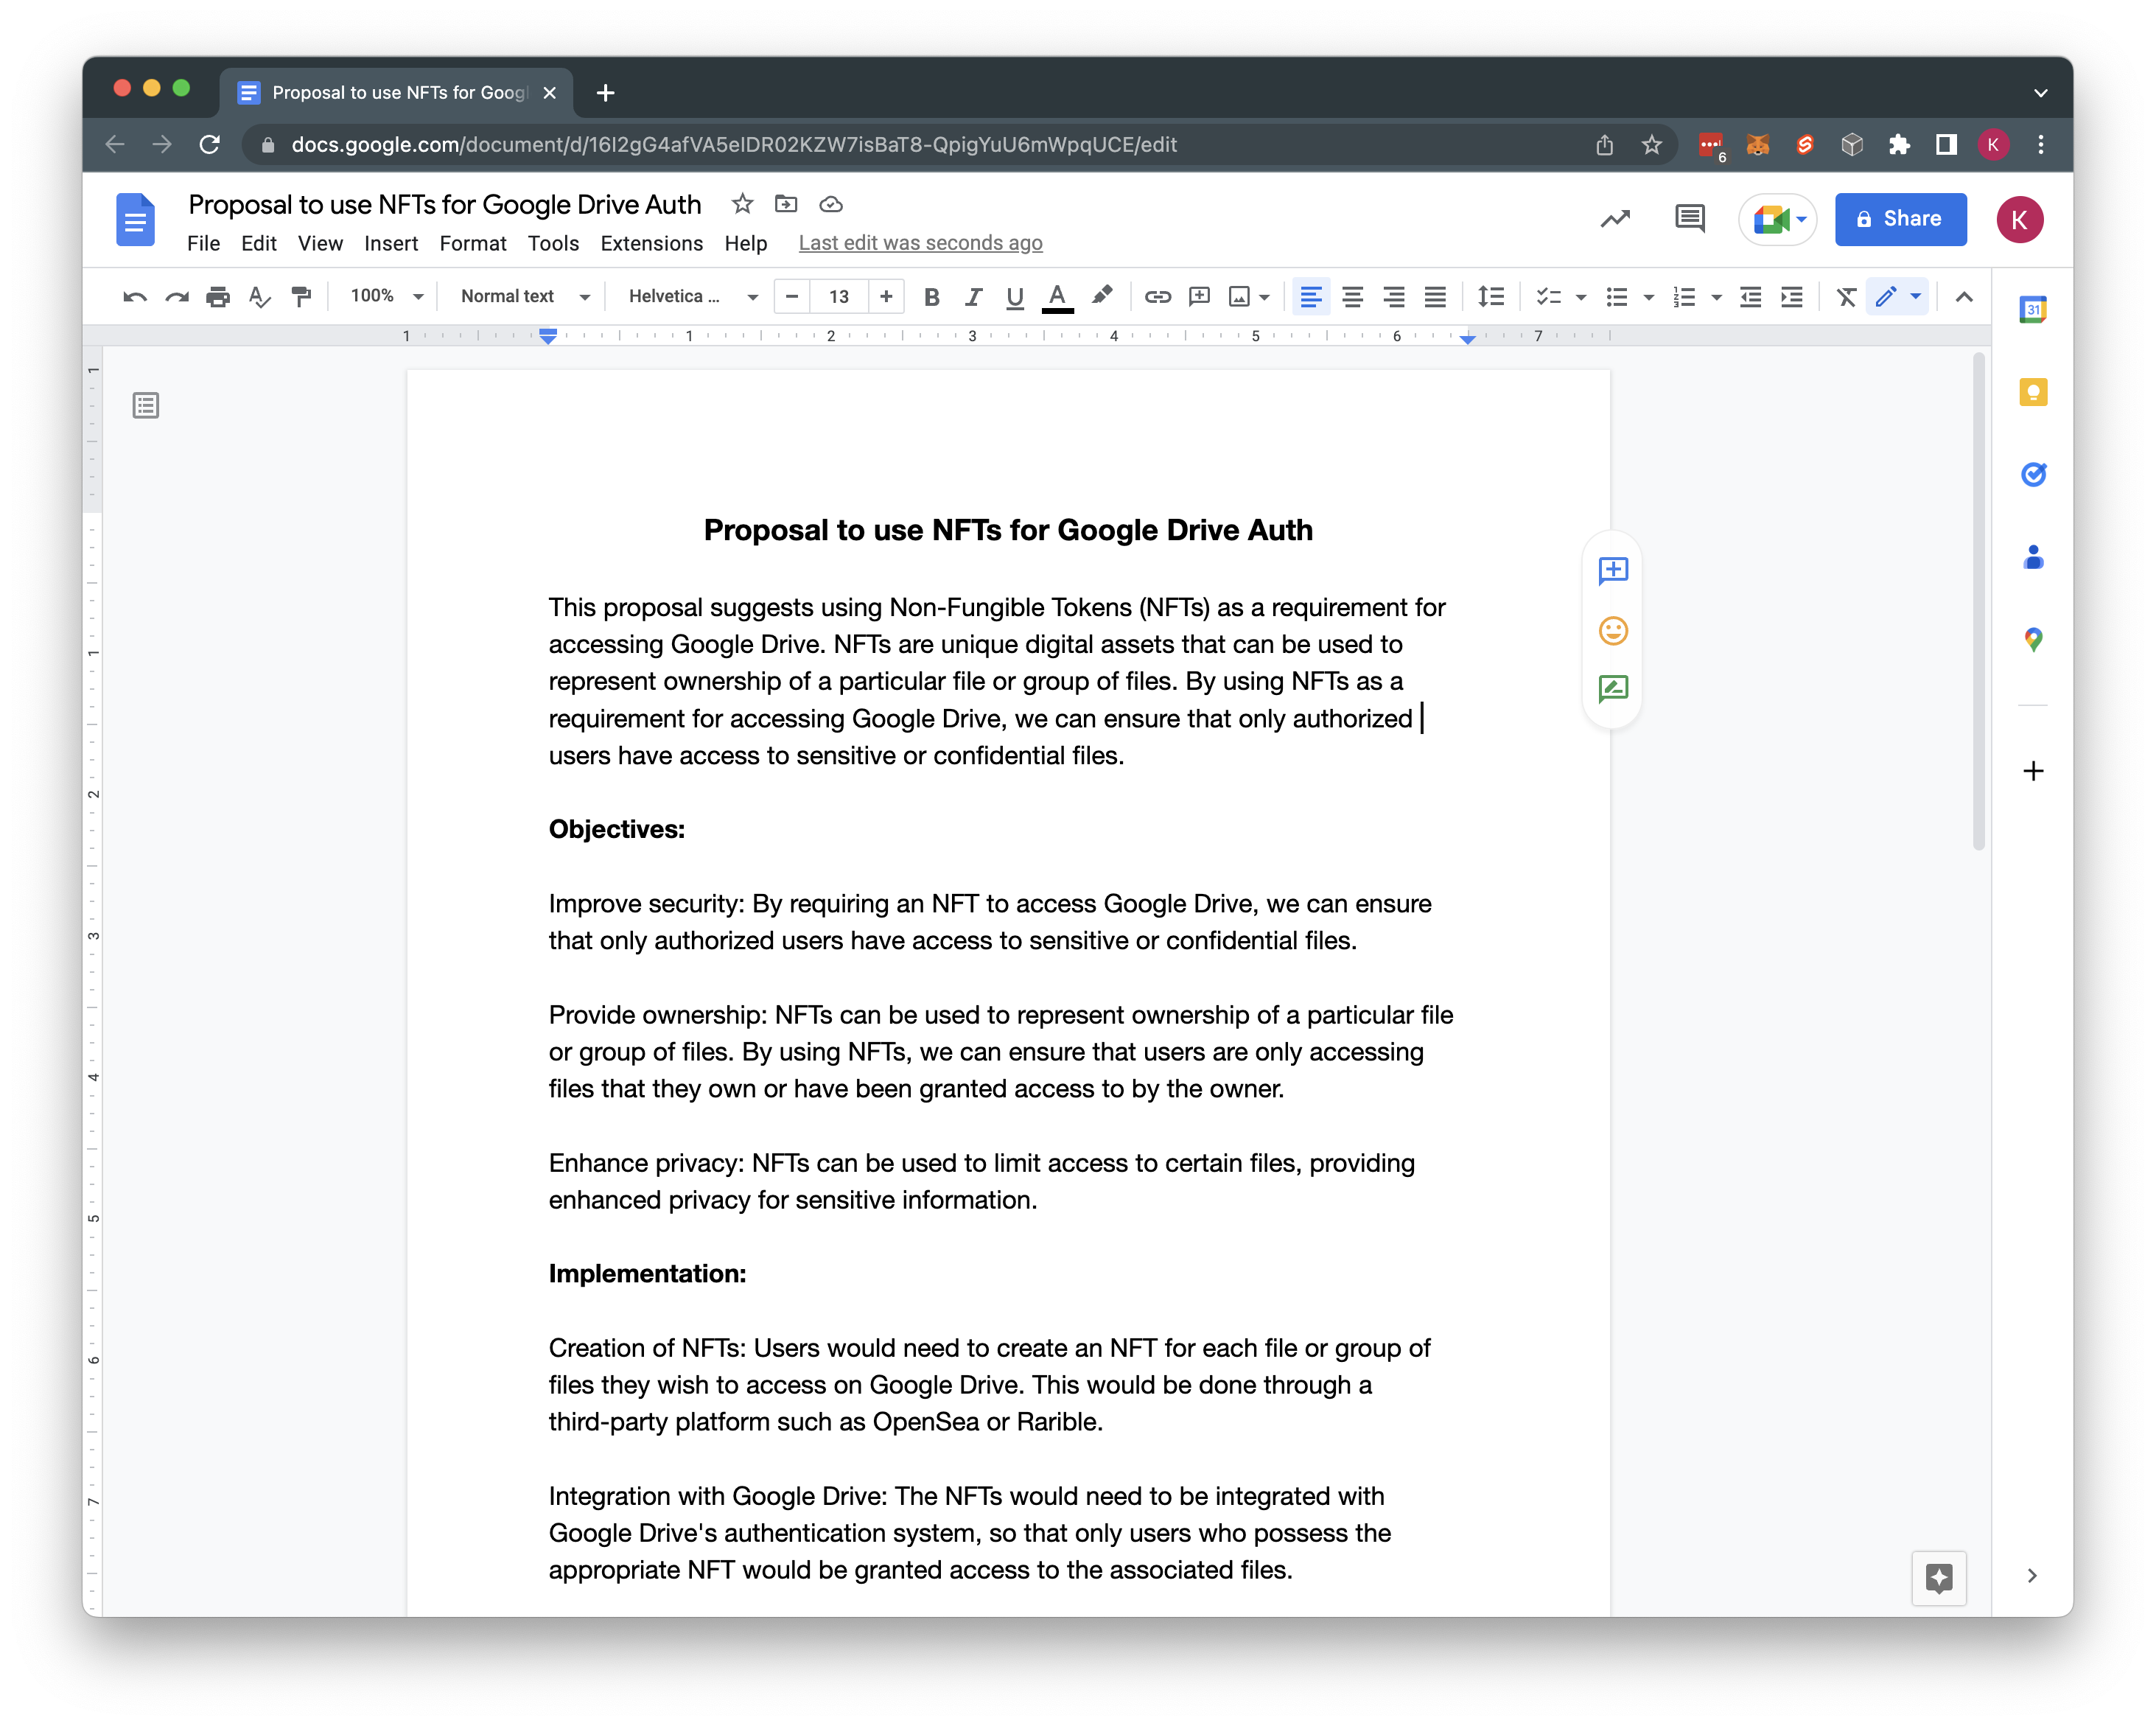 Proposal to use NFTs for Goog
docs.google.com/document/d/16I2gG4afVA5eIDR02KZW7isBaT8-QpigYuU6mWpqUCE/edit
6
K
Proposal to use NFTs for Google Drive Auth
File Edit View Insert Format Tools Extensions Help Last edit was seconds ago
Share
K
100% Normal text Helvetica ... 13 B I U A
31
1 1 2 3 4 5 6 7
1
1
2
3
4
5
6
7
Proposal to use NFTs for Google Drive Auth
This proposal suggests using Non-Fungible Tokens (NFTs) as a requirement for
accessing Google Drive. NFTs are unique digital assets that can be used to
represent ownership of a particular file or group of files. By using NFTs as a
requirement for accessing Google Drive, we can ensure that only authorized
users have access to sensitive or confidential files.
Objectives:
Improve security: By requiring an NFT to access Google Drive, we can ensure
that only authorized users have access to sensitive or confidential files.
Provide ownership: NFTs can be used to represent ownership of a particular file
or group of files. By using NFTs, we can ensure that users are only accessing
files that they own or have been granted access to by the owner.
Enhance privacy: NFTs can be used to limit access to certain files, providing
enhanced privacy for sensitive information.
Implementation:
Creation of NFTs: Users would need to create an NFT for each file or group of
files they wish to access on Google Drive. This would be done through a
third-party platform such as OpenSea or Rarible.
Integration with Google Drive: The NFTs would need to be integrated with
Google Drive's authentication system, so that only users who possess the
appropriate NFT would be granted access to the associated files.